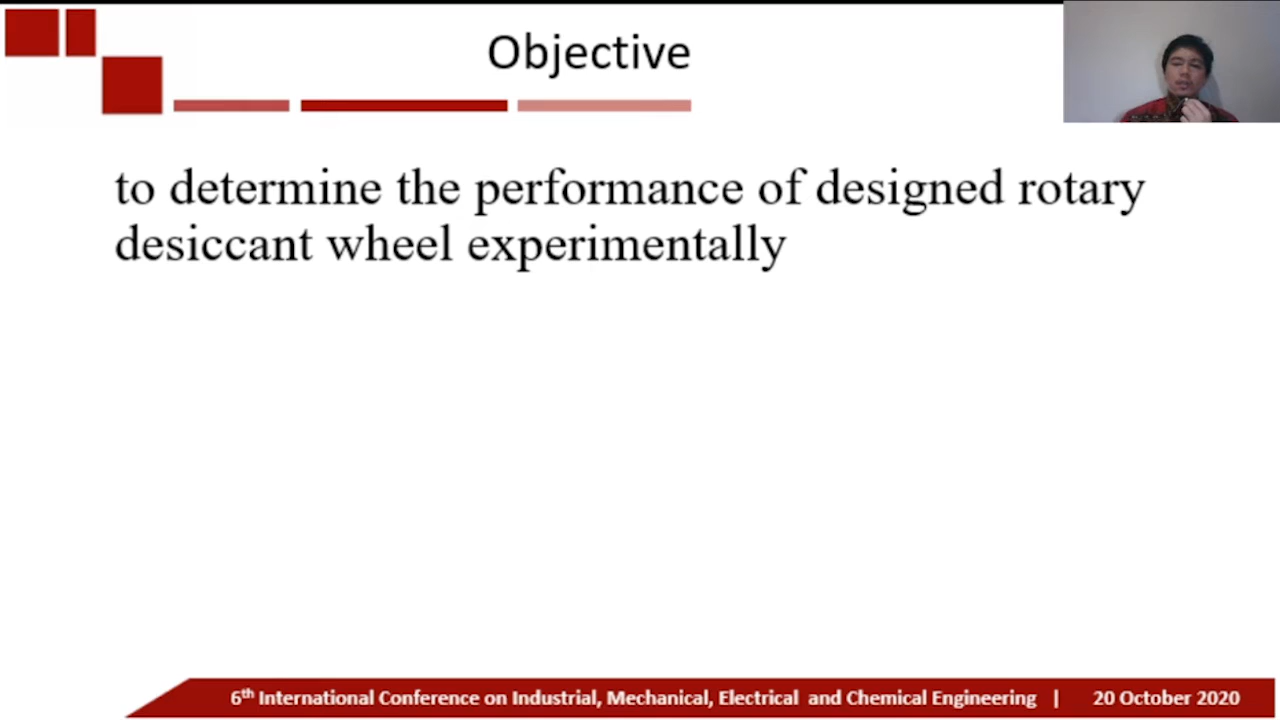 Objective
to determine the performance of designed rotary
desiccant wheel experimentally
6th International Conference on Industrial, Mechanical, Electrical and Chemical Engineering | 20 October 2020